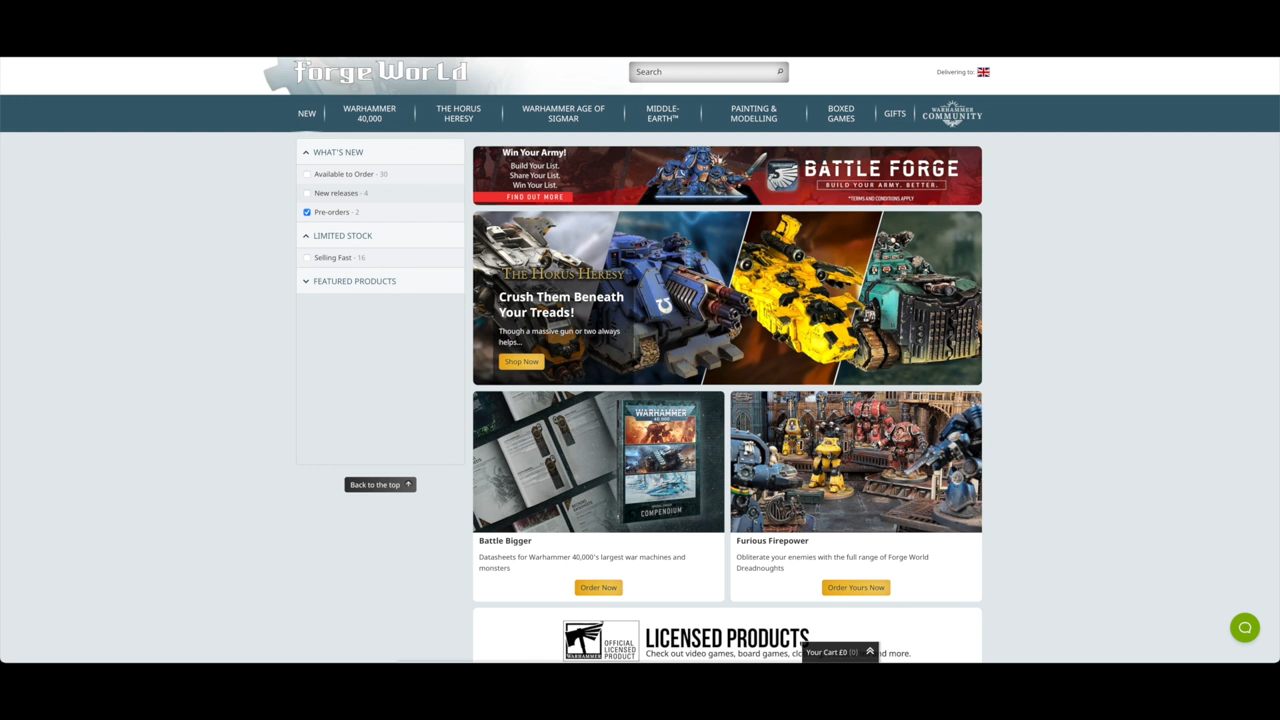 forgeWorld
Search
Delivering to:
NEW
WARHAMMER
40,000
THE HORUS
HERESY
WARHAMMER AGE OF
SIGMAR
MIDDLE-
EARTH™
PAINTING &
MODELLING
BOXED
GAMES
GIFTS
WARHAMMER
COMMUNITY
WHAT'S NEW
Available to Order - 30
New releases - 4
Pre-orders - 2
LIMITED STOCK
Selling Fast - 16
FEATURED PRODUCTS
Back to the top
Win Your Army!
Build Your List.
Share Your List.
Win Your List.
FIND OUT MORE
BATTLE FORGE
BUILD YOUR ARMY. BETTER.
*TERMS AND CONDITIONS APPLY
THE HORUS HERESY
Crush Them Beneath
Your Treads!
Though a massive gun or two always
helps...
Shop Now
WARHAMMER
40,000
COMPENDIUM
Battle Bigger
Datasheets for Warhammer 40,000's largest war machines and
monsters
Order Now
Furious Firepower
Obliterate your enemies with the full range of Forge World
Dreadnoughts
Order Yours Now
WARHAMMER
OFFICIAL
LICENSED
PRODUCT
LICENSED PRODUCTS
Check out video games, board games, clo
nd more.
Your Cart £0 (0)